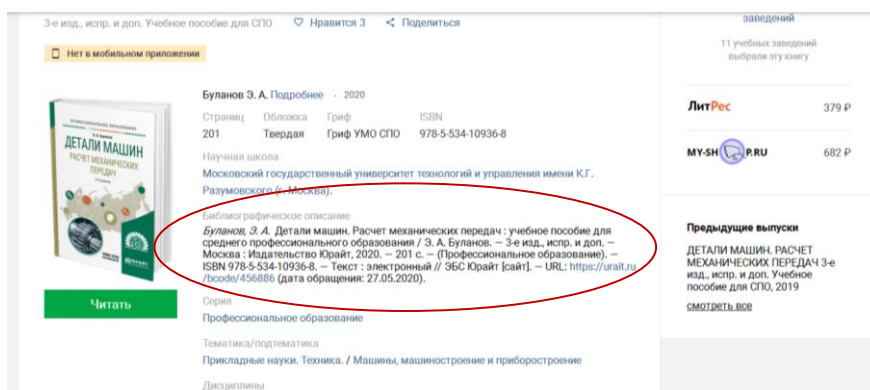 3-е изд., испр. и доп. Учебное пособие для СПО Нравится 3 Поделиться
Нет в мобильном приложении
ДЕТАЛИ МАШИН
РАСЧЕТ МЕХАНИЧЕСКИХ
ПЕРЕДАЧ
Читать
Буланов Э. А. Подробнее · 2020
Страниц Обложка Гриф ISBN
201 Твердая Гриф УМО СПО 978-5-534-10936-8
Научная школа
Московский государственный университет технологий и управления имени К.Г.
Разумовского (г. Москва).
Библиографическое описание
Буланов, Э. А. Детали машин. Расчет механических передач : учебное пособие для
среднего профессионального образования / Э. А. Буланов. — 3-е изд., испр. и доп. —
Москва : Издательство Юрайт, 2020. — 201 с. — (Профессиональное образование). —
ISBN 978-5-534-10936-8. — Текст : электронный // ЭБС Юрайт [сайт]. — URL: https://urait.ru
/bcode/456886 (дата обращения: 27.05.2020).
Серия
Профессиональное образование
Тематика/подтематика
Прикладные науки. Техника. / Машины, машиностроение и приборостроение
Дисциплины
заведений
11 учебных заведений
выбрали эту книгу
ЛитРес 379 ₽
MY-SH P.RU 682 ₽
Предыдущие выпуски
ДЕТАЛИ МАШИН. РАСЧЕТ
МЕХАНИЧЕСКИХ ПЕРЕДАЧ 3-е
изд., испр. и доп. Учебное
пособие для СПО, 2019
смотреть все